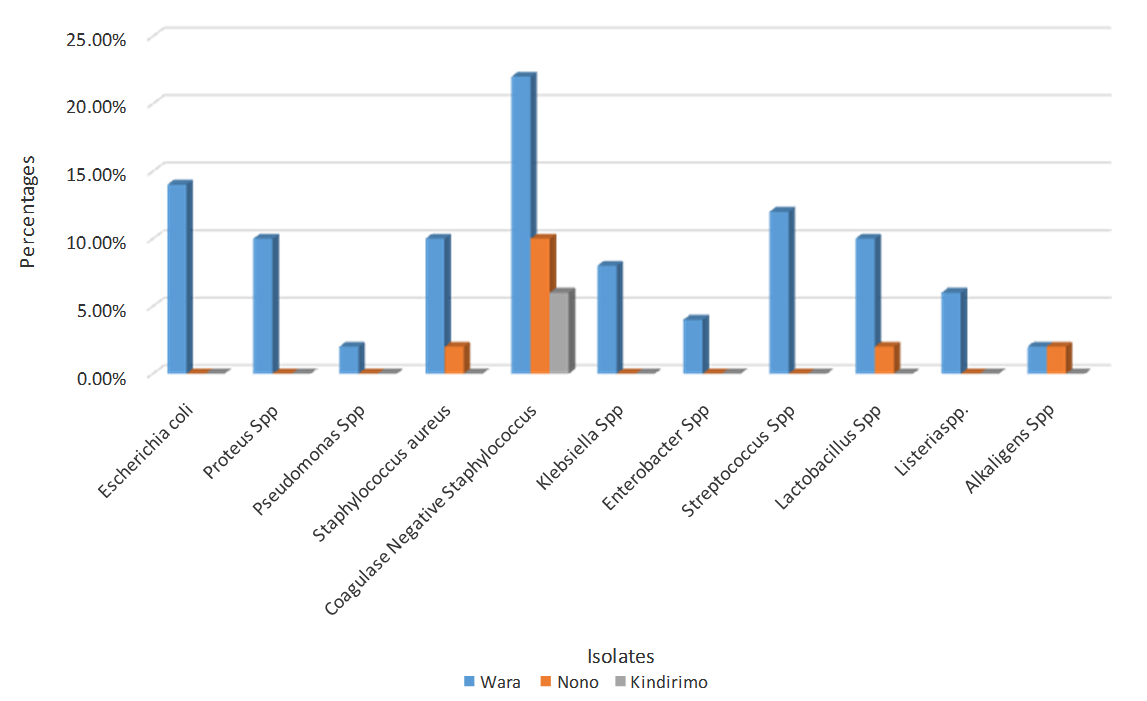 25.00%
20.00%
15.00%
10.00%
5.00%
0.00%
Percentages
Escherichia coli
Proteus Spp
Pseudomonas Spp
Staphylococcus aureus
Coagulase Negative Staphylococcus
Klebsiella Spp
Enterobacter Spp
Streptococcus Spp
Lactobacillus Spp
Listeriaspp.
Alkaligens Spp
Isolates
Wara Nono Kindirimo